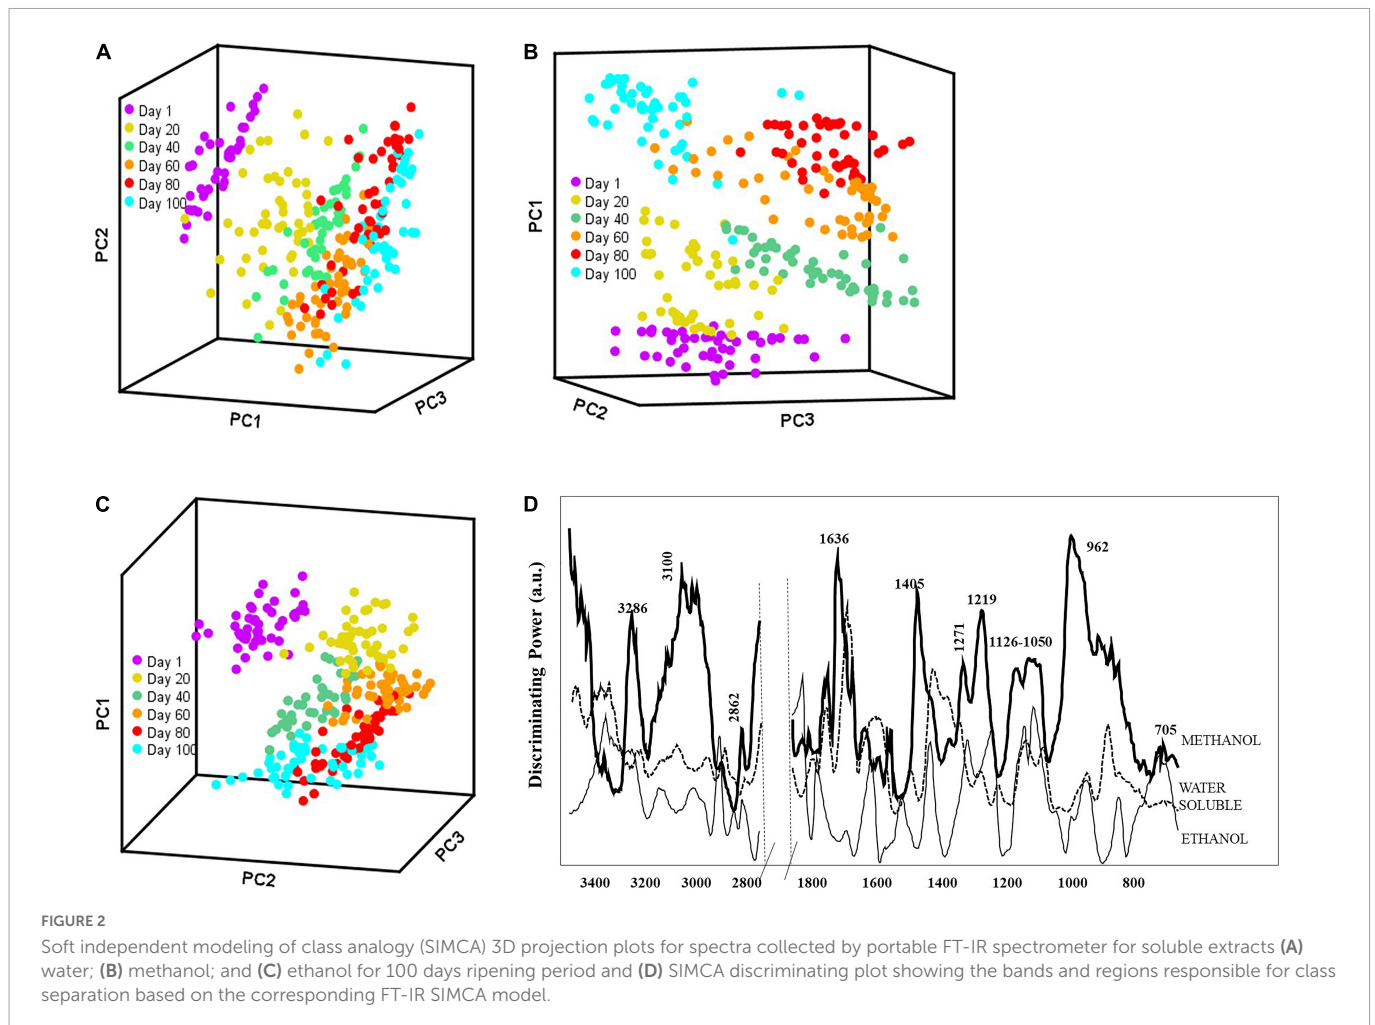 A
Day 1
Day 20
Day 40
Day 60
Day 80
Day 100
PC2
PC1
PC3
B
PC1
Day 1
Day 20
Day 40
Day 60
Day 80
Day 100
PC2
PC3
C
PC1
Day 1
Day 20
Day 40
Day 60
Day 80
Day 100
PC2
PC3
D
Discriminating Power (a.u.)
3286
3100
2862
1636
1405
1271
1219
1126-1050
962
705
METHANOL
WATER
SOLUBLE
ETHANOL
3400 3200 3000 2800 1800 1600 1400 1200 1000 800
FIGURE 2
Soft independent modeling of class analogy (SIMCA) 3D projection plots for spectra collected by portable FT-IR spectrometer for soluble extracts (A)
water; (B) methanol; and (C) ethanol for 100 days ripening period and (D) SIMCA discriminating plot showing the bands and regions responsible for class
separation based on the corresponding FT-IR SIMCA model.